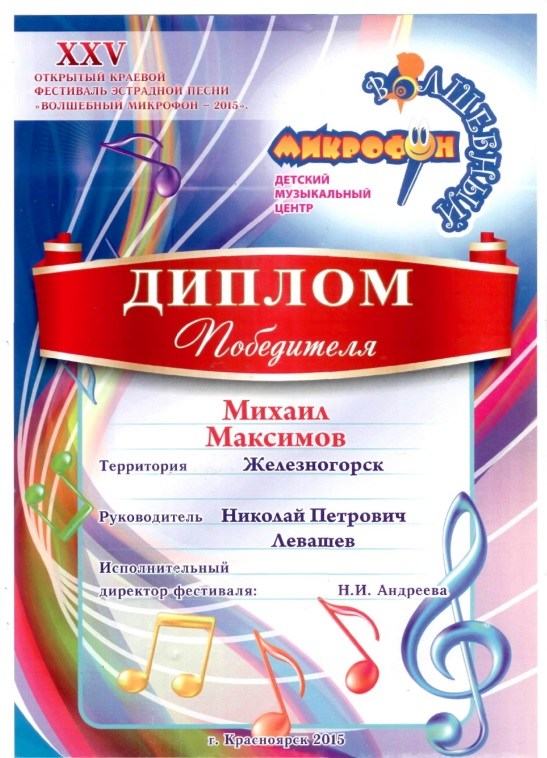 XXV
ОТКРЫТЫЙ КРАЕВОЙ
ФЕСТИВАЛЬ ЭСТРАДНОЙ ПЕСНИ
«ВОЛШЕБНЫЙ МИКРОФОН – 2015».
ВОЛШЕБНЫЙ
МИКРОФОН
ДЕТСКИЙ
МУЗЫКАЛЬНЫЙ
ЦЕНТР
ДИПЛОМ
Победителя
Михаил
Максимов
Территория Железногорск
Руководитель Николай Петрович
Левашев
Исполнительный
директор фестиваля: Н.И. Андреева
г. Красноярск 2015